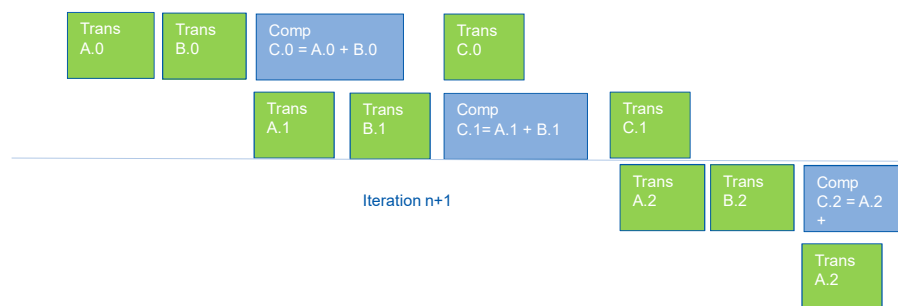 Trans
A.0
Trans
B.0
Comp
C.0 = A.0 + B.0
Trans
C.0
Trans
A.1
Trans
B.1
Comp
C.1= A.1 + B.1
Trans
C.1
Iteration n+1
Trans
A.2
Trans
B.2
Comp
C.2 = A.2
+
Trans
A.2